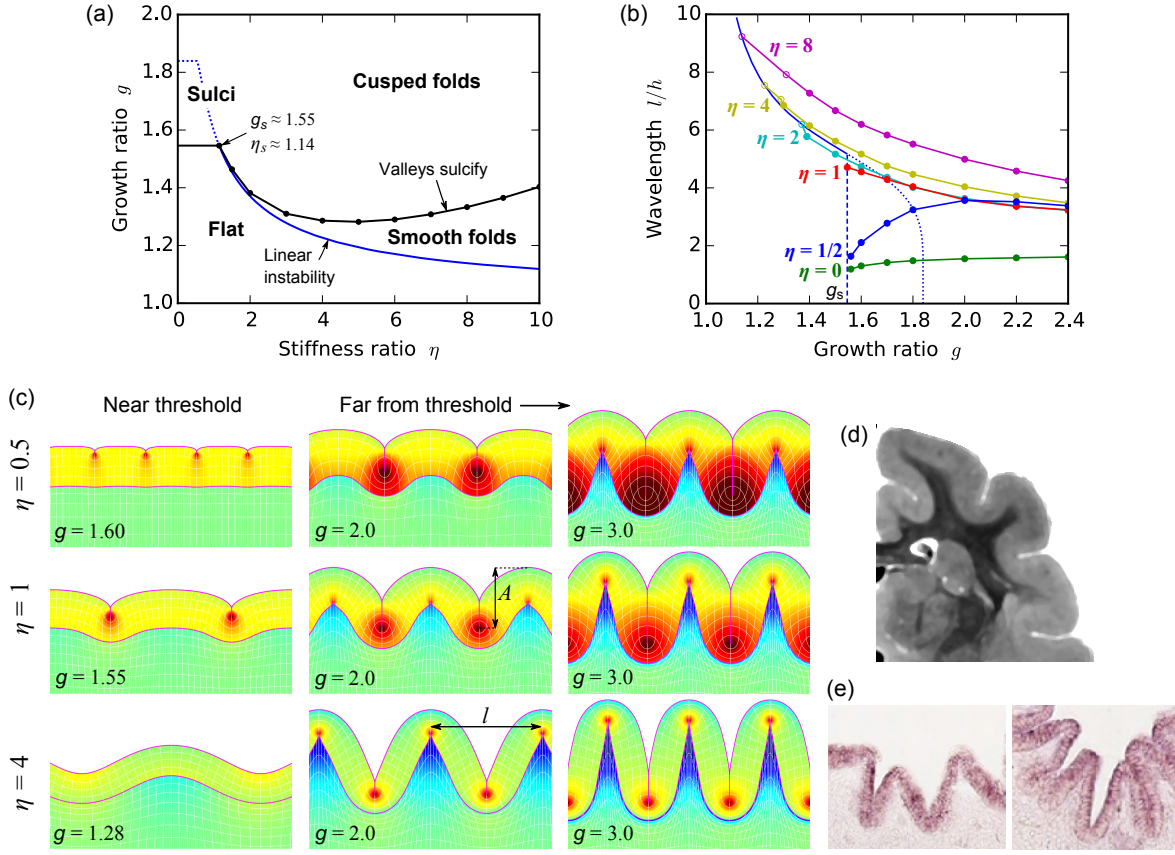 (a)
2.0
1.8
1.6
1.4
1.2
1.0
Growth ratio g
Sulci
Cusped folds
g_s ≈ 1.55
η_s ≈ 1.14
Valleys sulcify
Flat
Smooth folds
Linear
instability
0 2 4 6 8 10
Stiffness ratio η
(b)
10
8
6
4
2
0
Wavelength l/h
η = 8
η = 4
η = 2
η = 1
η = 1/2
η = 0
g_s
1.0 1.2 1.4 1.6 1.8 2.0 2.2 2.4
Growth ratio g
(c)
Near threshold
Far from threshold
η = 0.5
g = 1.60
g = 2.0
g = 3.0
η = 1
g = 1.55
A
g = 2.0
g = 3.0
η = 4
g = 1.28
l
g = 2.0
g = 3.0
(d)
(e)